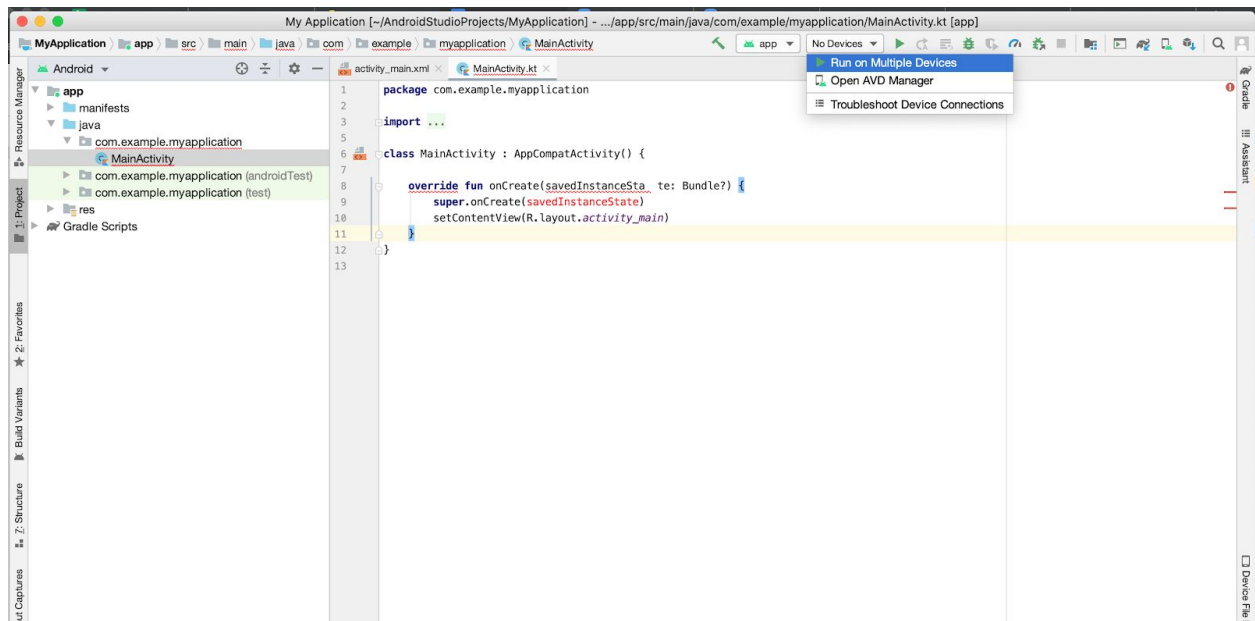 My Application [~/AndroidStudioProjects/MyApplication] - .../app/src/main/java/com/example/myapplication/MainActivity.kt [app]
MyApplication app src main java com example myapplication MainActivity app No Devices
Run on Multiple Devices
Open AVD Manager
Troubleshoot Device Connections
Android
app
manifests
java
com.example.myapplication
MainActivity
com.example.myapplication (androidTest)
com.example.myapplication (test)
res
Gradle Scripts
activity_main.xml MainActivity.kt
1 package com.example.myapplication
2
3 import ...
5
6 class MainActivity : AppCompatActivity() {
7
8 override fun onCreate(savedInstanceSta te: Bundle?) {
9 super.onCreate(savedInstanceState)
10 setContentView(R.layout.activity_main)
11 }
12 }
13
Resource Manager
1: Project
2: Favorites
Build Variants
7: Structure
ut Captures
Gradle
Assistant
Device File